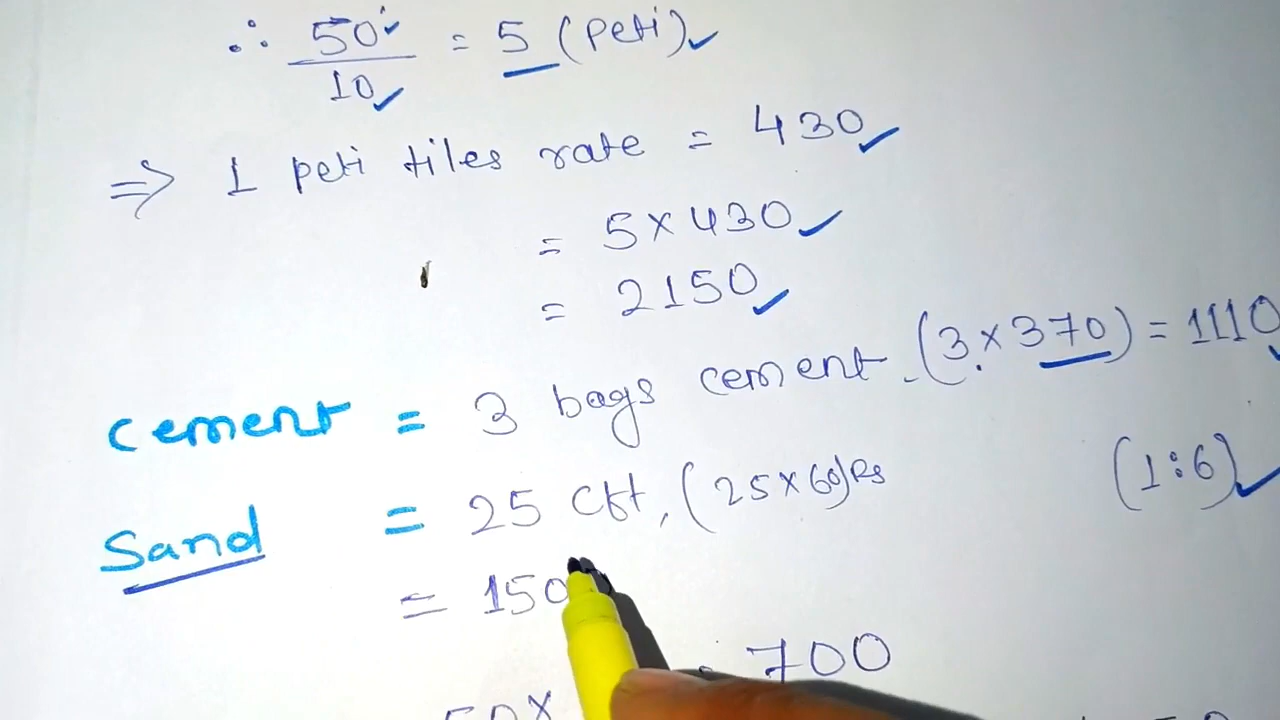 ∴ 50/10 = 5 (Peti)
⇒ 1 peti tiles rate = 430
= 5×430
= 2150
cement = 3 bags cement. (3×370) = 1110
Sand = 25 Cft, (25×60)Rs (1:6)
= 150
700
50×